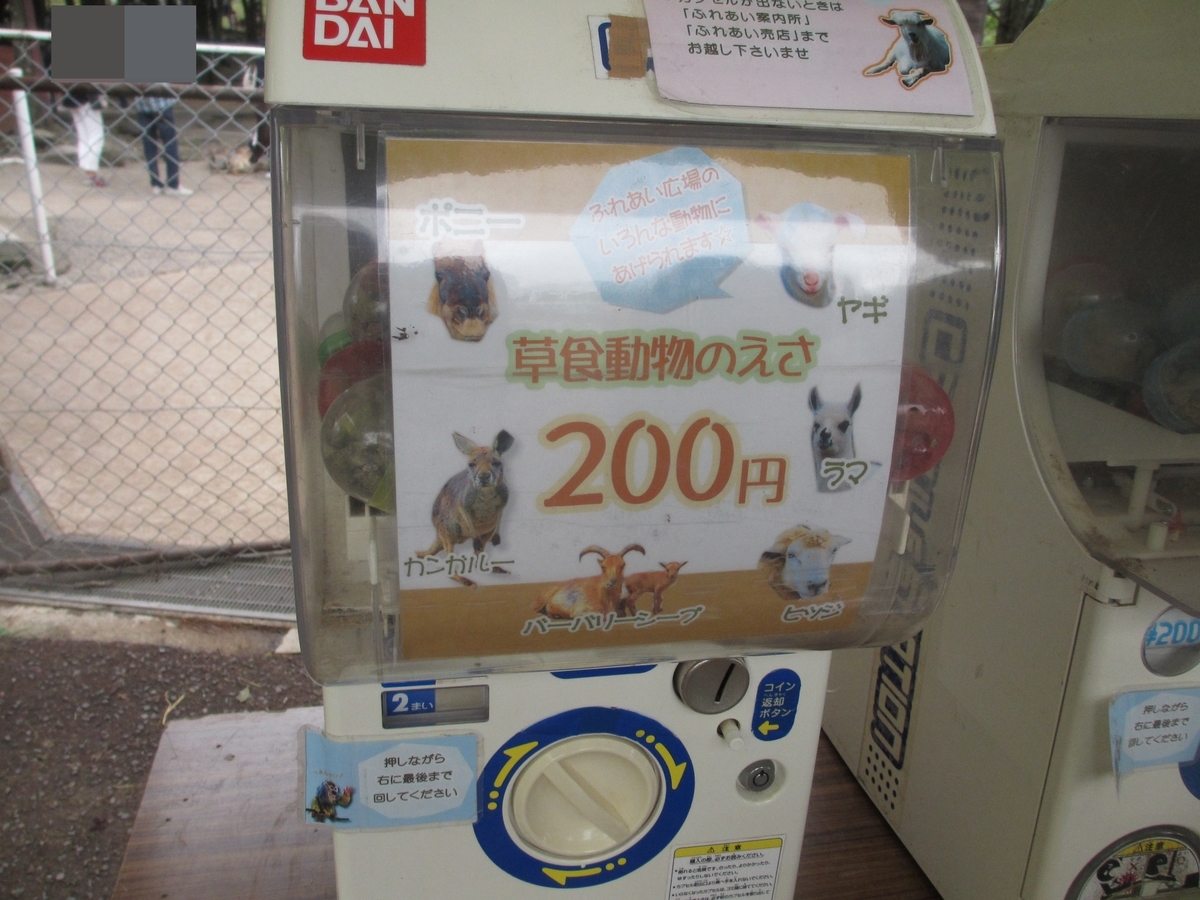 BAN
DAI
「ふれあい案内所」
「ふれあい売店」まで
お越し下さいませ
ふれあい広場の
いろんな動物に
あげられます☆
ポニー
ヤギ
草食動物のえさ
200円
ラマ
カンガルー
バーバリーシープ
ヒツジ
2まい
コイン
返却
ボタン
押しながら
右に最後まで
回してください
注意
¥200
押しながら
右に最後まで
回してください
注意